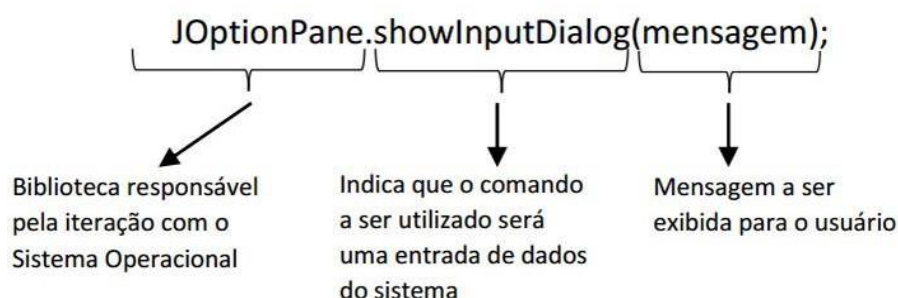 JOptionPane.showInputDialog(mensagem);
Biblioteca responsável
pela iteração com o
Sistema Operacional
Indica que o comando
a ser utilizado será
uma entrada de dados
do sistema
Mensagem a ser
exibida para o usuário